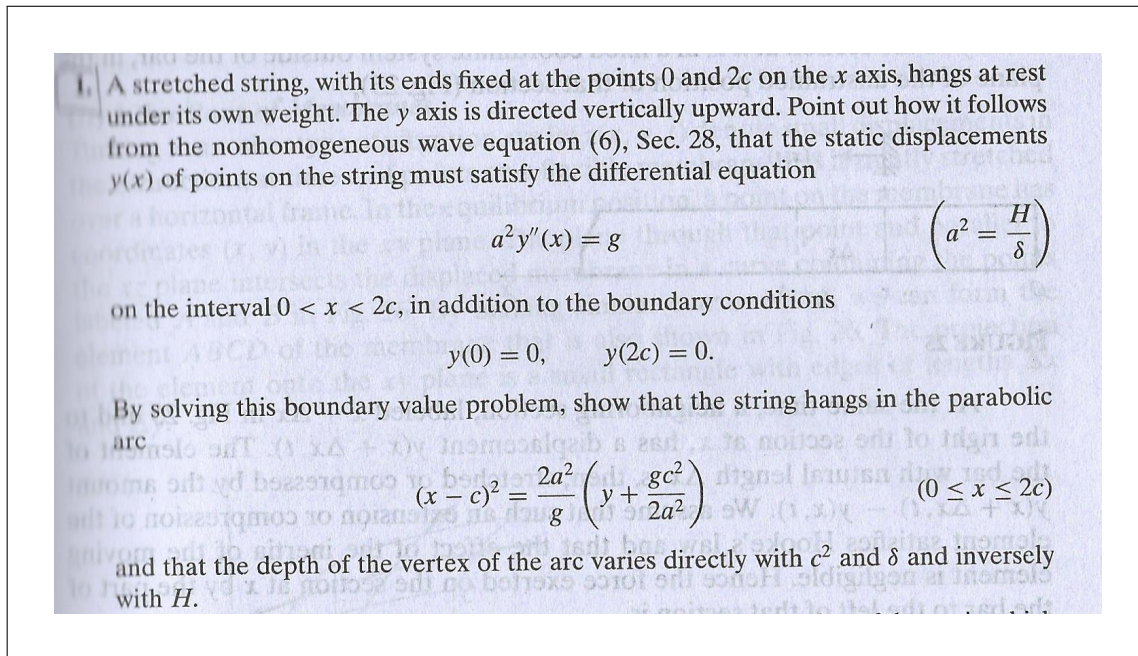 1. A stretched string, with its ends fixed at the points 0 and 2c on the x axis, hangs at rest
under its own weight. The y axis is directed vertically upward. Point out how it follows
from the nonhomogeneous wave equation (6), Sec. 28, that the static displacements
y(x) of points on the string must satisfy the differential equation
a²y″(x) = g (a² = H/δ)
on the interval 0 < x < 2c, in addition to the boundary conditions
y(0) = 0, y(2c) = 0.
By solving this boundary value problem, show that the string hangs in the parabolic
arc
(x − c)² = 2a²/g (y + gc²/2a²) (0 ≤ x ≤ 2c)
and that the depth of the vertex of the arc varies directly with c² and δ and inversely
with H.